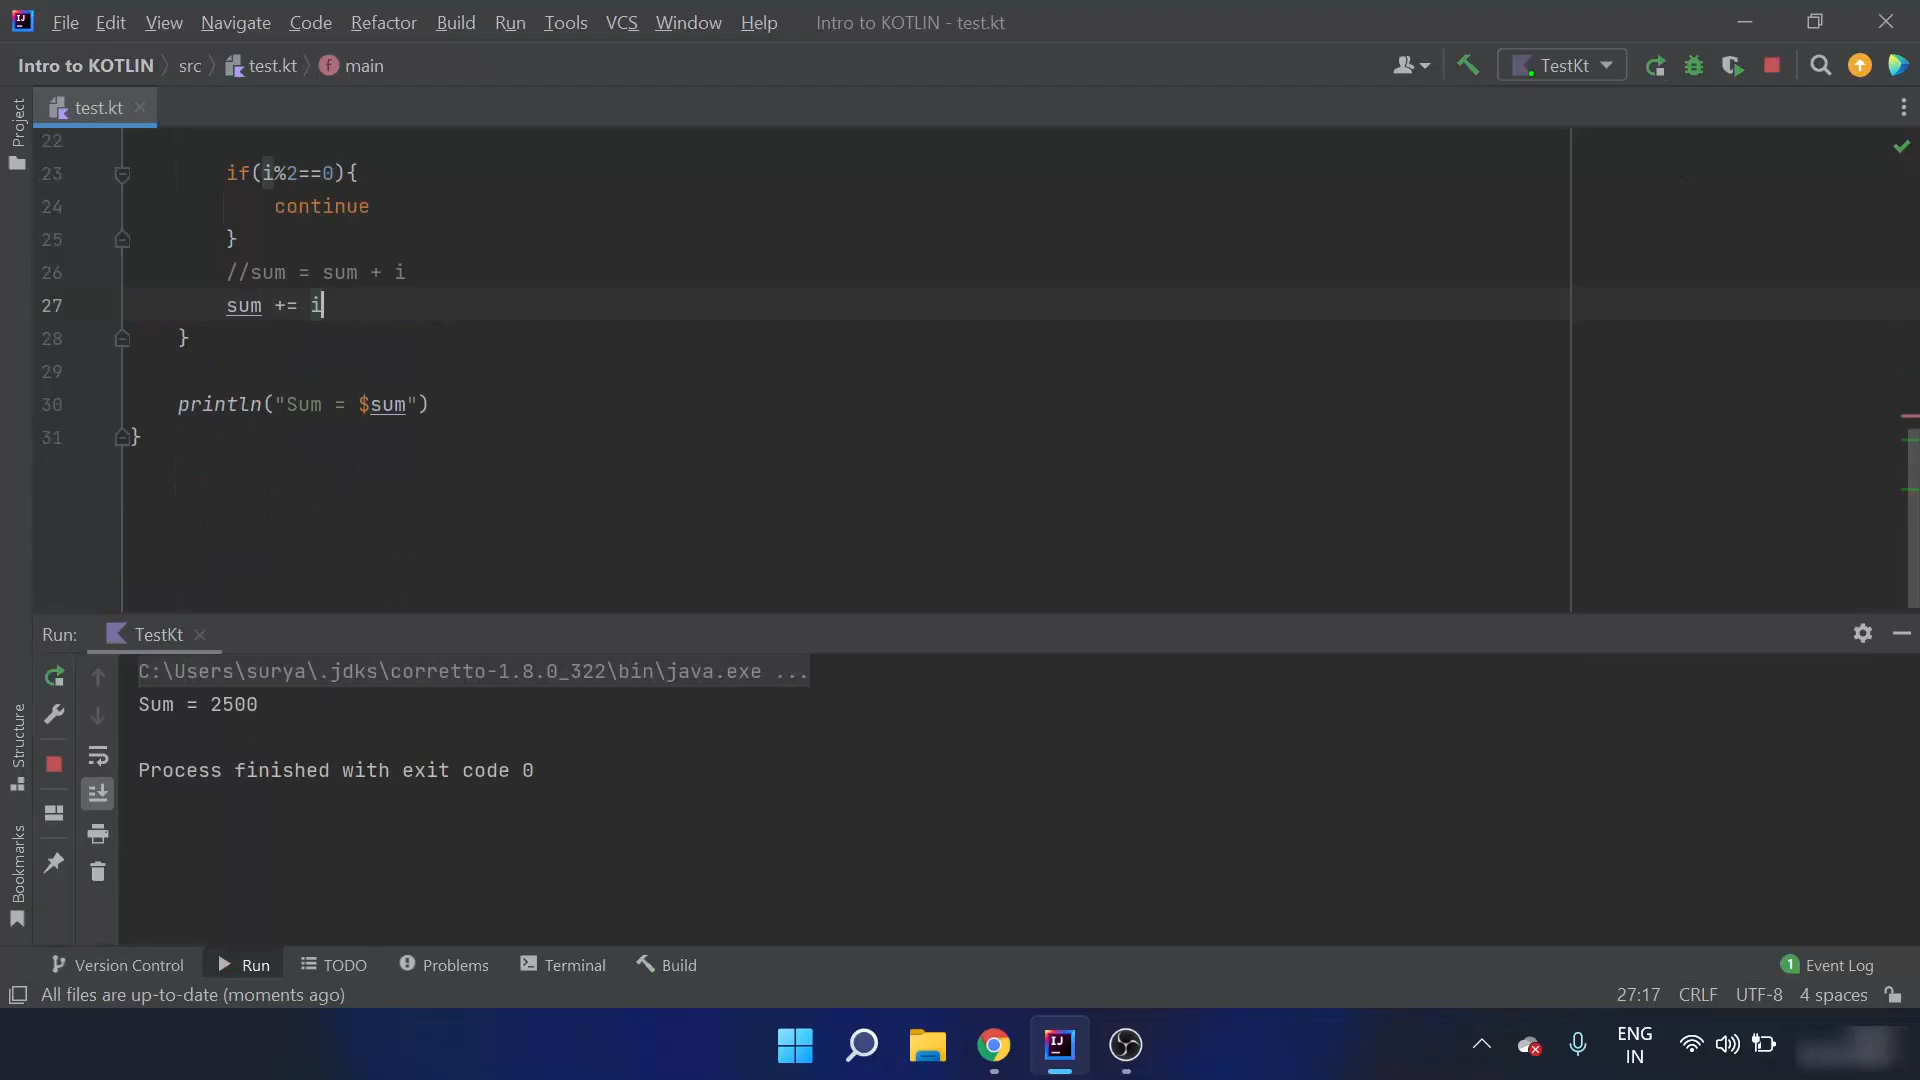 File Edit View Navigate Code Refactor Build Run Tools VCS Window Help Intro to KOTLIN - test.kt
Intro to KOTLIN src test.kt f main TestKt
test.kt
Project
22
23 if(i%2==0){
24 continue
25 }
26 //sum = sum + i
27 sum += i
28 }
29
30 println("Sum = $sum")
31 }
Run: TestKt
C:\Users\surya\.jdks\corretto-1.8.0_322\bin\java.exe ...
Sum = 2500
Process finished with exit code 0
Structure
Bookmarks
Version Control Run TODO Problems Terminal Build 1 Event Log
All files are up-to-date (moments ago) 27:17 CRLF UTF-8 4 spaces
IJ ENG
IN